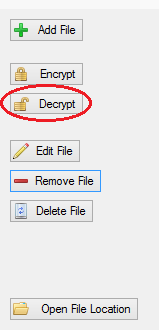 Add File
Encrypt
Decrypt
Edit File
Remove File
Delete File
Open File Location